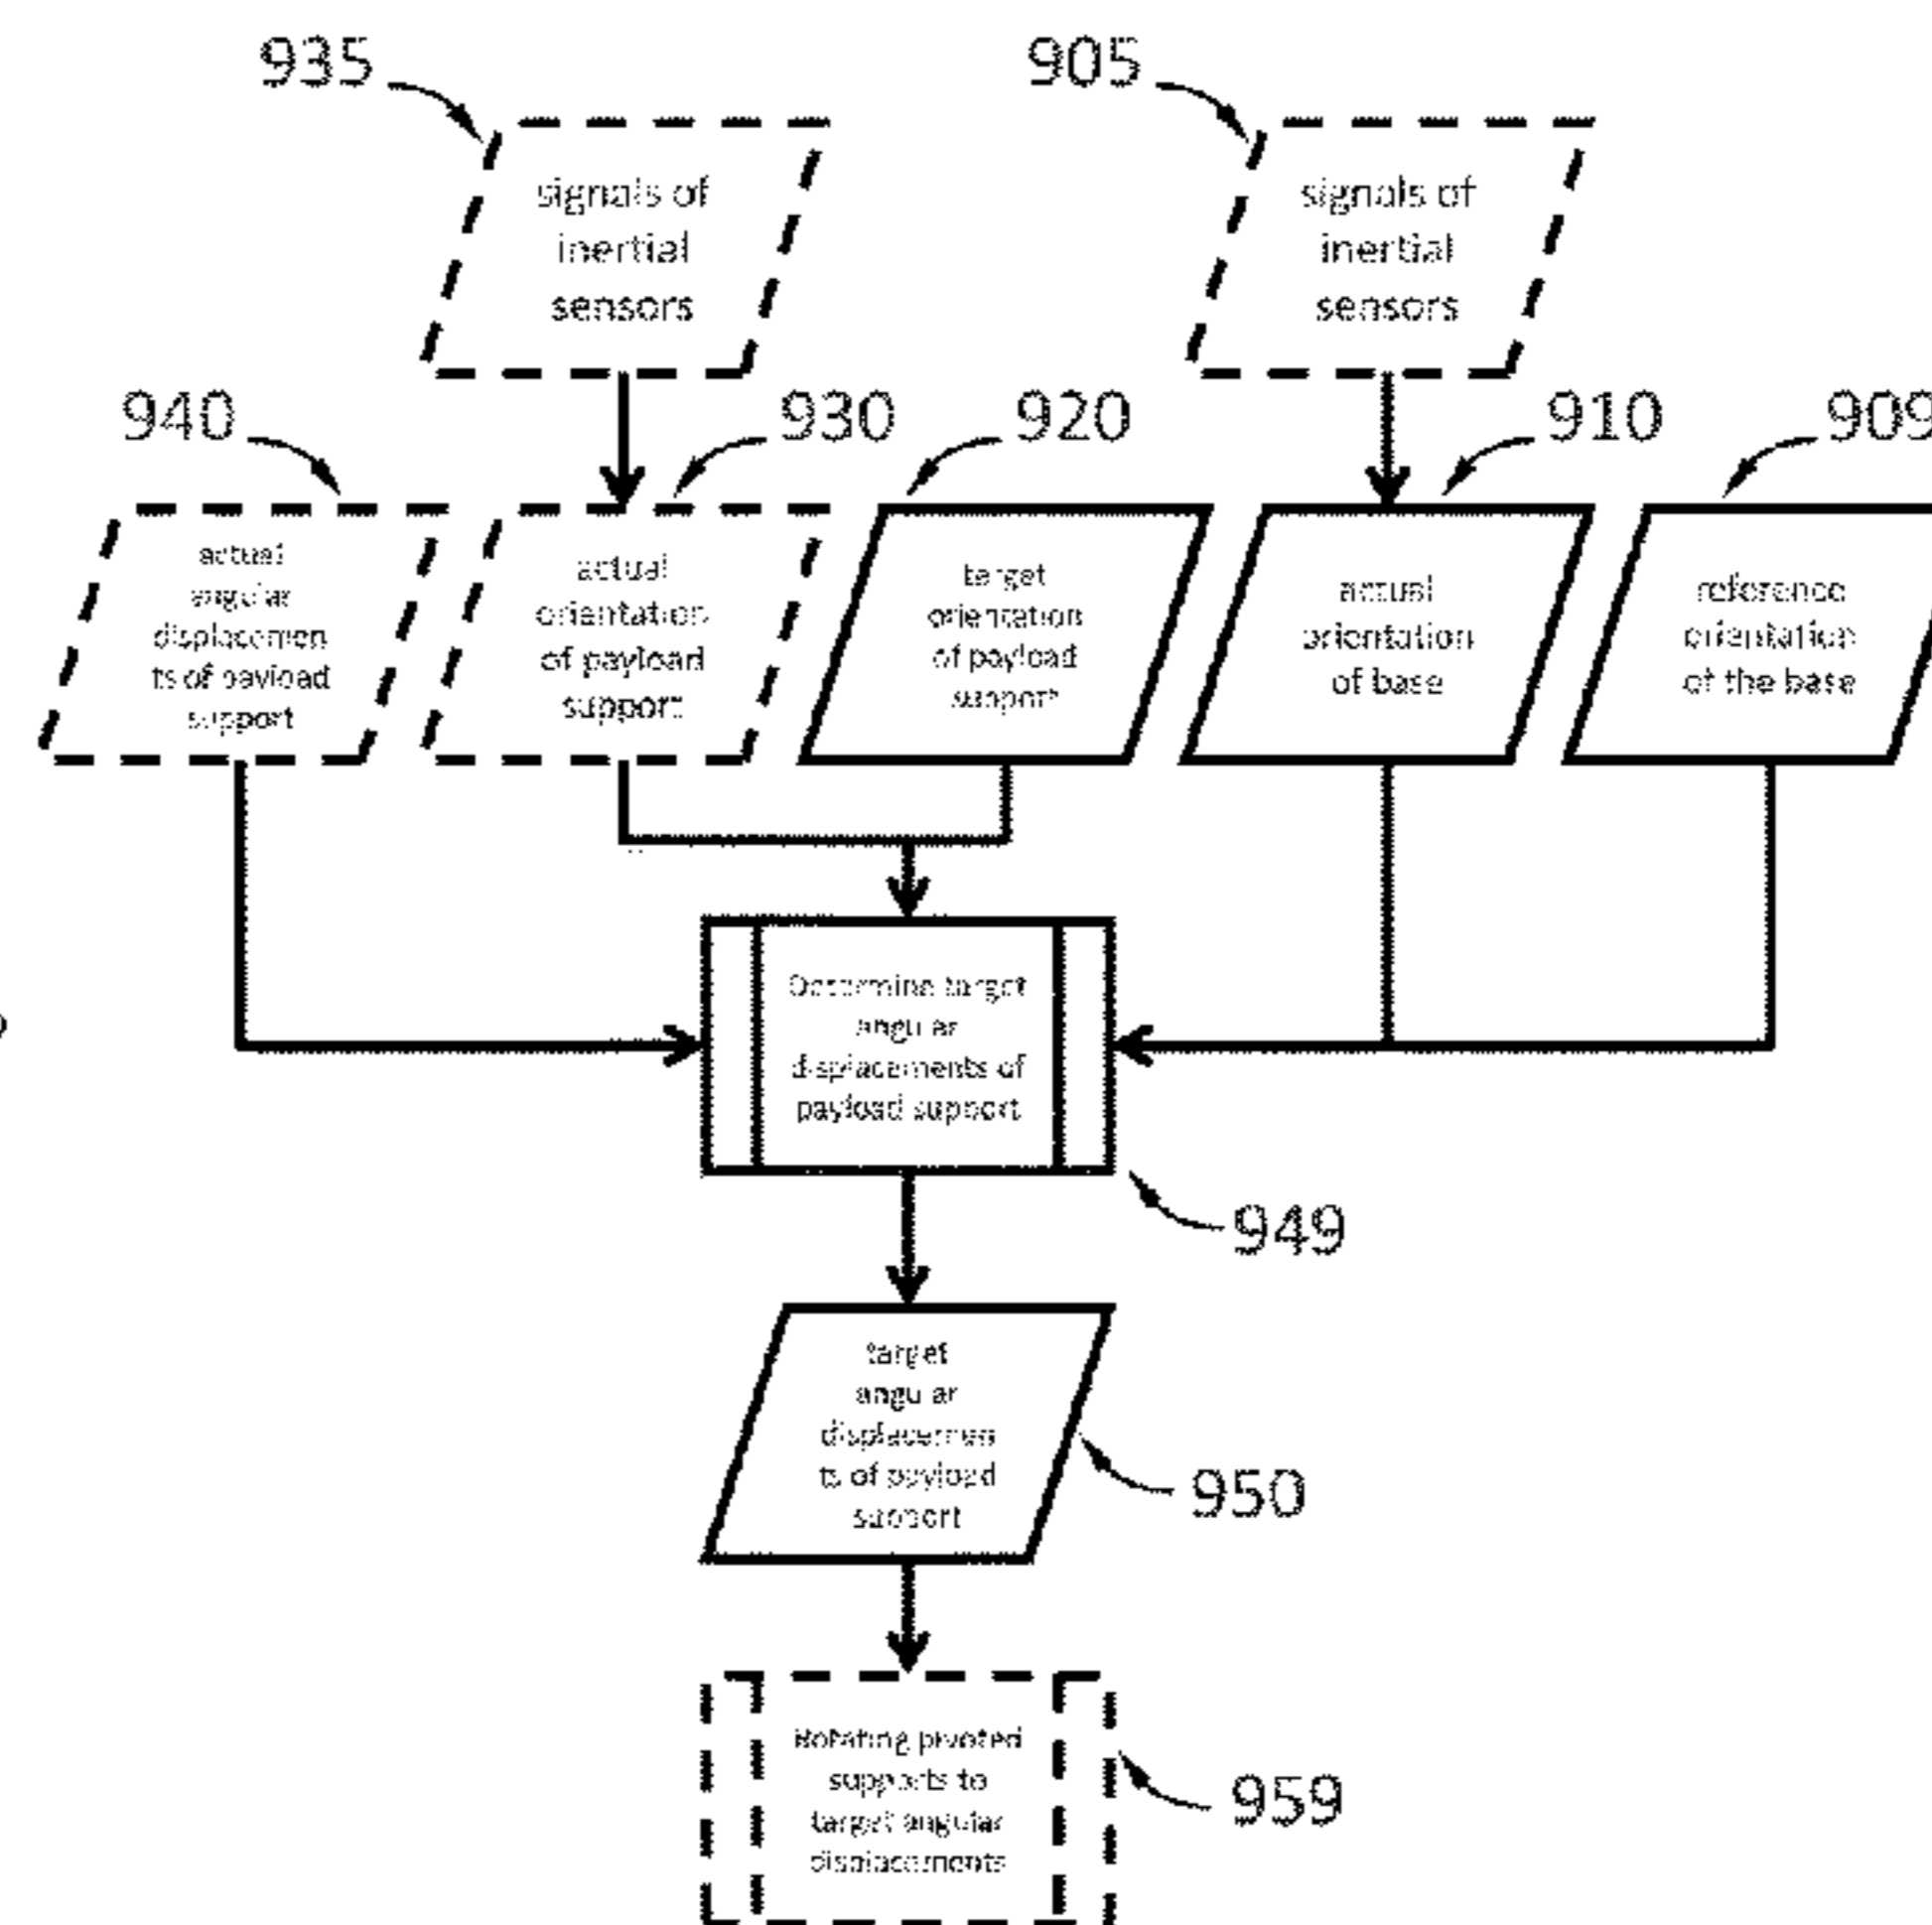 935
905
signals of
inertial
sensors
signals of
inertial
sensors
940
930
920
910
909
actual
angular
displacemen
ts of payload
support
actual
orientation
of payload
support
target
orientation
of payload
support
actual
orientation
of base
reference
orientation
of the base
Determine target
angular
displacements of
payload support
949
target
angular
displacemen
ts of payload
support
950
Rotating pivoted
supports to
target angular
displacements
959